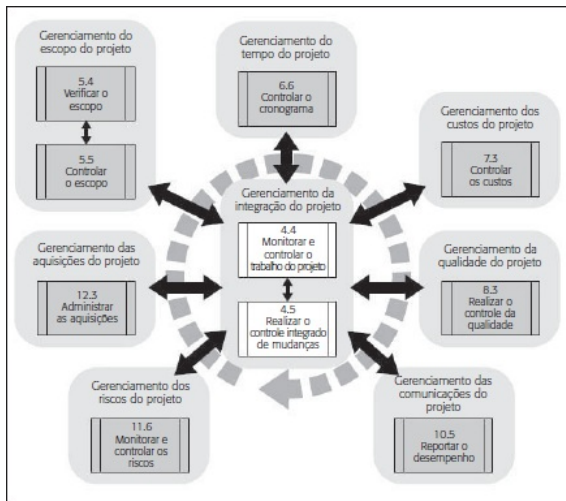 Gerenciamento do
escopo do projeto
5.4
Verificar o
escopo
5.5
Controlar
o escopo
Gerenciamento do
tempo do projeto
6.6
Controlar o
cronograma
Gerenciamento dos
custos do projeto
7.3
Controlar
os custos
Gerenciamento da
integração do projeto
4.4
Monitorar e
controlar o
trabalho do projeto
4.5
Realizar o
controle integrado
de mudanças
Gerenciamento das
aquisições do projeto
12.3
Administrar
as aquisições
Gerenciamento da
qualidade do projeto
8.3
Realizar o
controle da
qualidade
Gerenciamento dos
riscos do projeto
11.6
Monitorar e
controlar os
riscos
Gerenciamento das
comunicações do
projeto
10.5
Reportar o
desempenho